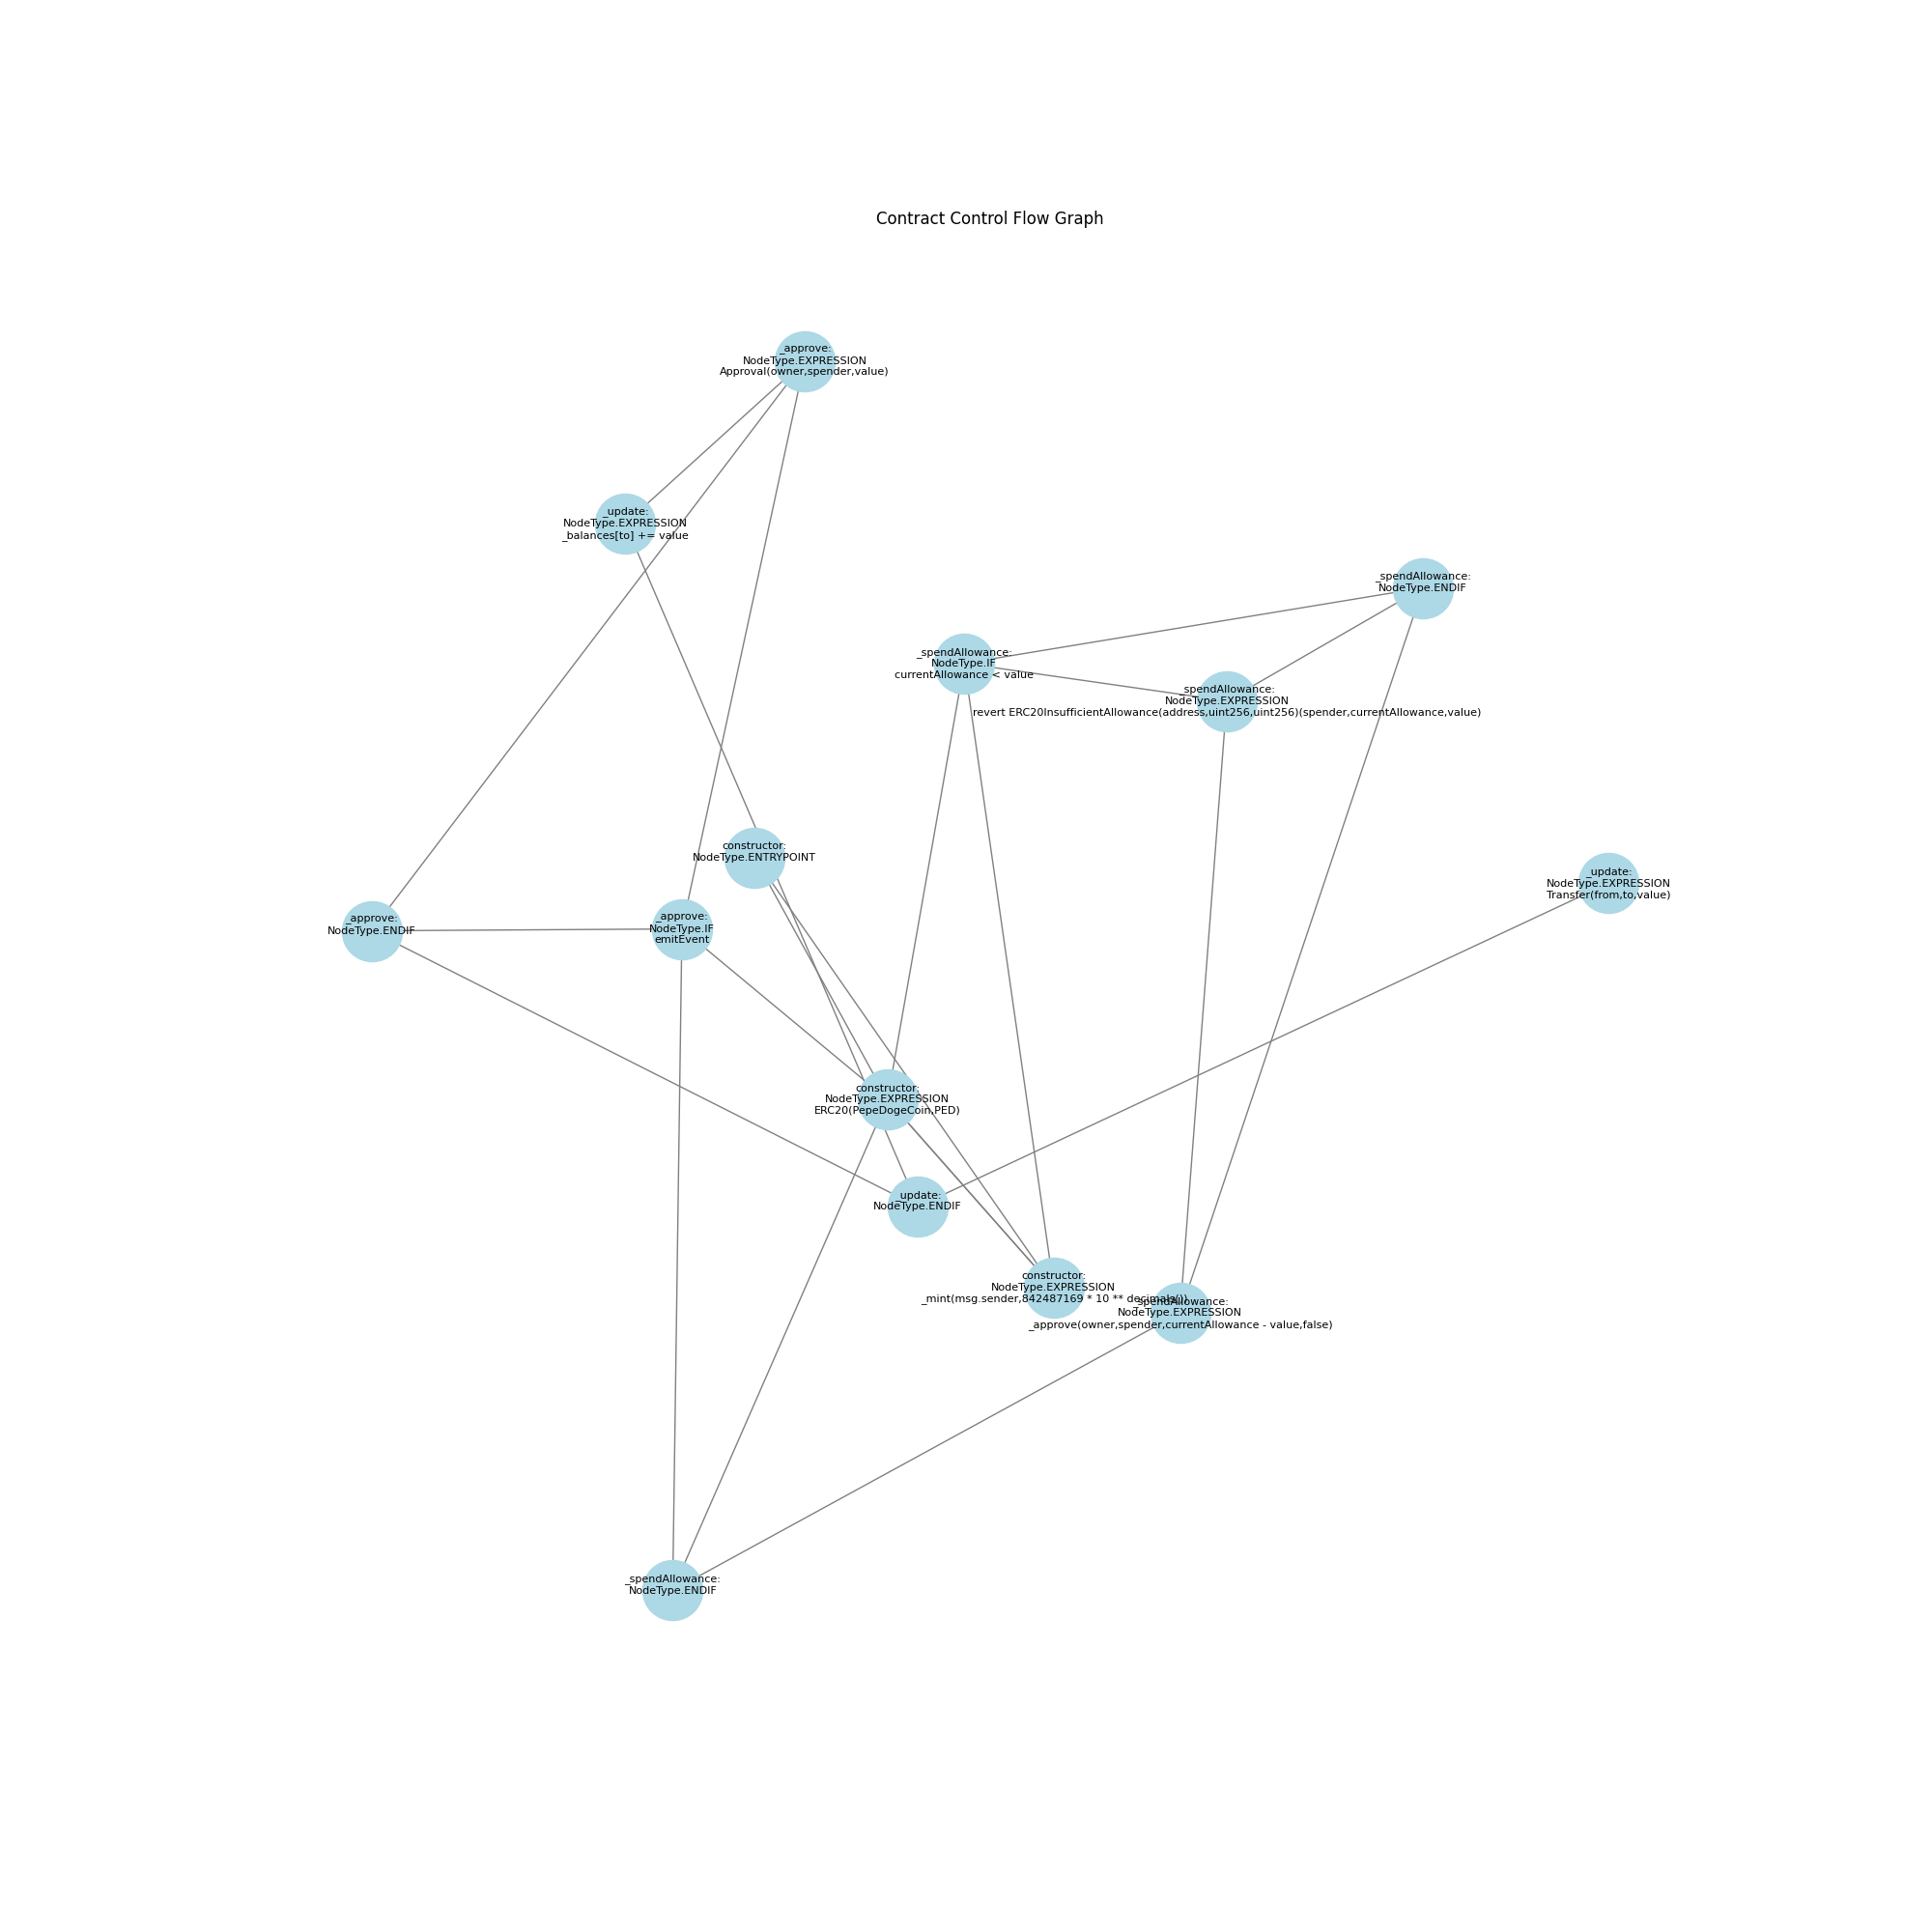 Contract Control Flow Graph
_approve:
NodeType.EXPRESSION
Approval(owner,spender,value)
_update:
NodeType.EXPRESSION
_balances[to] += value
_spendAllowance:
NodeType.ENDIF
_spendAllowance:
NodeType.IF
currentAllowance < value
_spendAllowance:
NodeType.EXPRESSION
revert ERC20InsufficientAllowance(address,uint256,uint256)(spender,currentAllowance,value)
constructor:
NodeType.ENTRYPOINT
_update:
NodeType.EXPRESSION
Transfer(from,to,value)
_approve:
NodeType.ENDIF
_approve:
NodeType.IF
emitEvent
constructor:
NodeType.EXPRESSION
ERC20(PepeDogeCoin,PED)
_update:
NodeType.ENDIF
constructor:
NodeType.EXPRESSION
_mint(msg.sender,842487169 * 10 ** decimals())
_spendAllowance:
NodeType.EXPRESSION
_approve(owner,spender,currentAllowance - value,false)
_spendAllowance:
NodeType.ENDIF